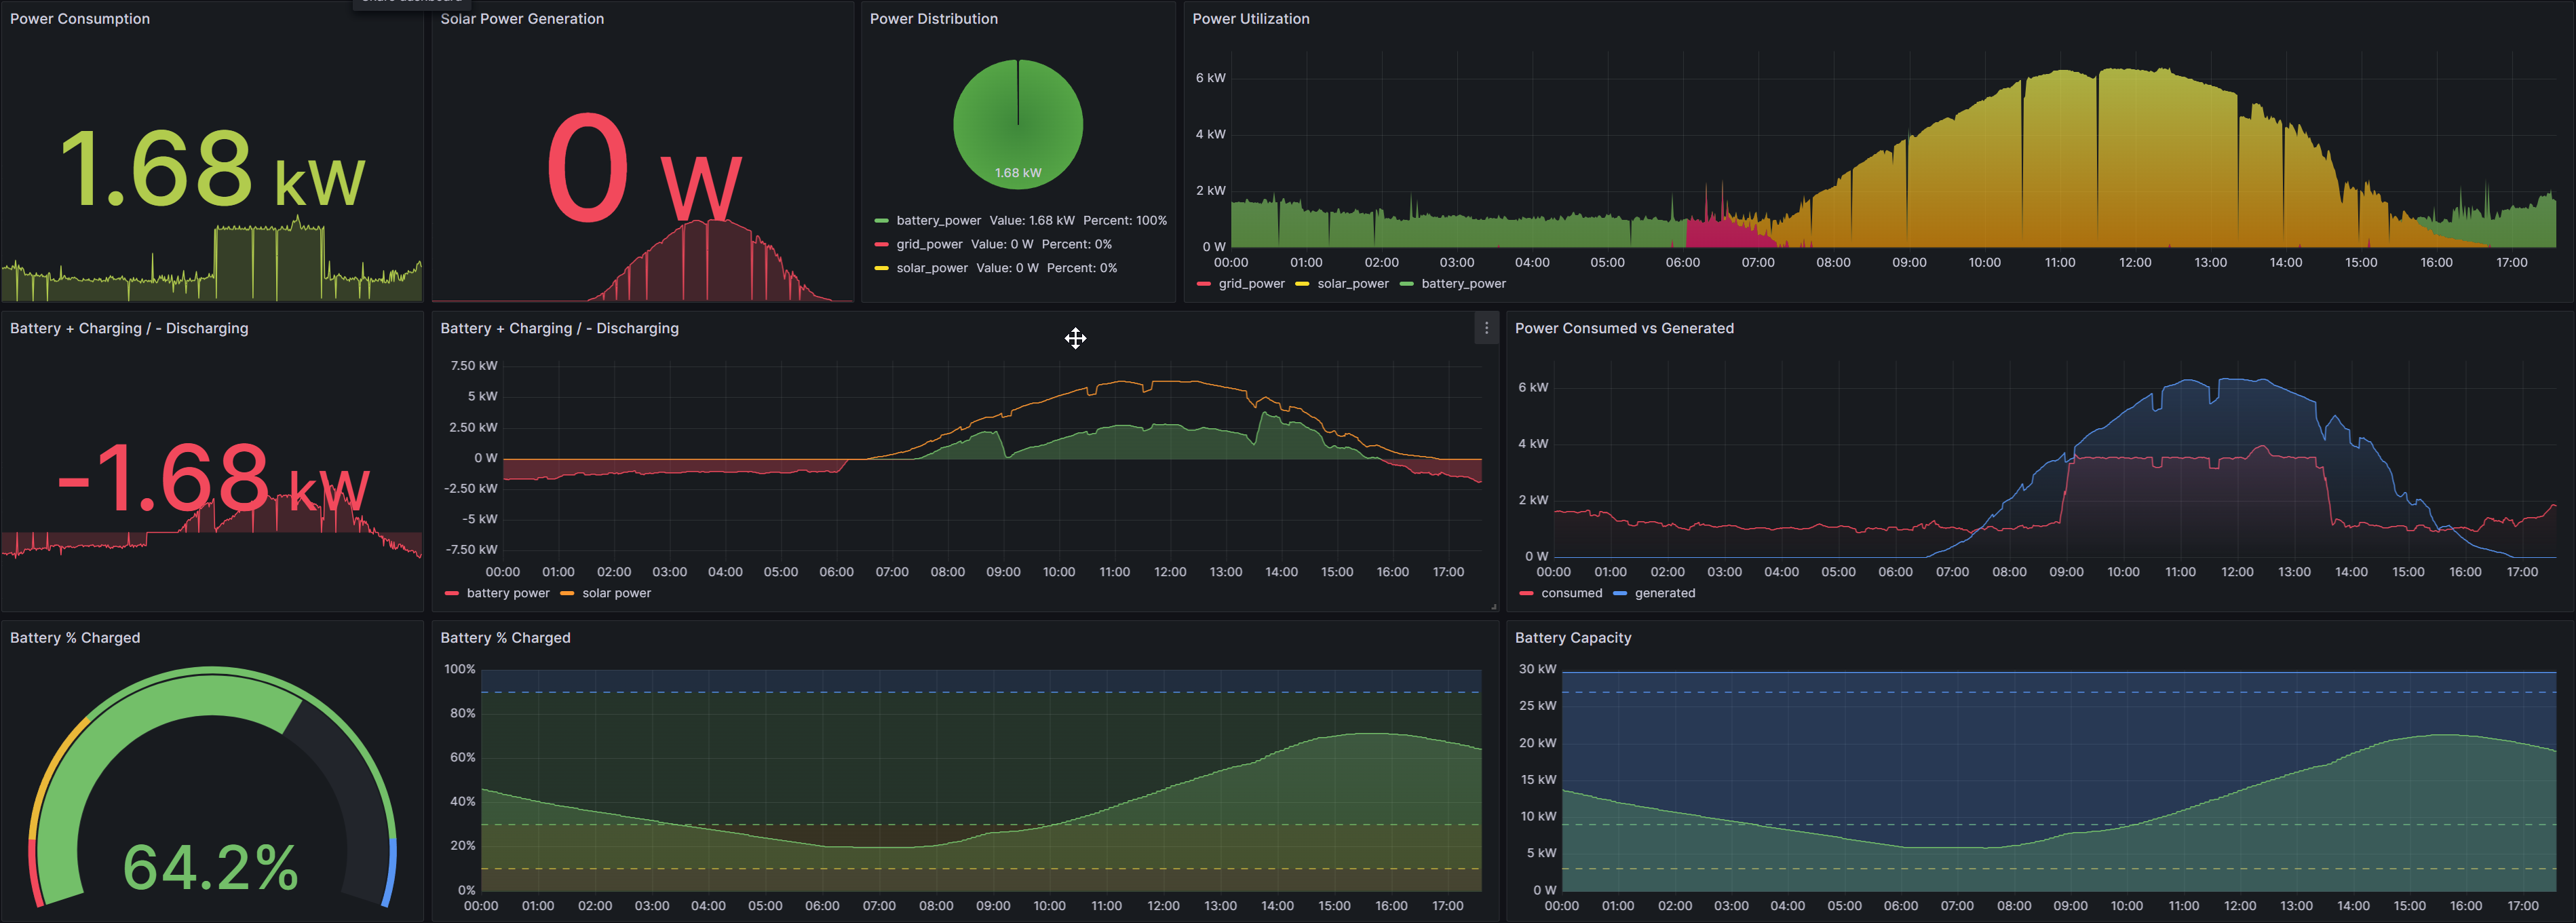 Power Consumption
1.68 kW
Solar Power Generation
0 W
Power Distribution
1.68 kW
battery_power Value: 1.68 kW Percent: 100%
grid_power Value: 0 W Percent: 0%
solar_power Value: 0 W Percent: 0%
Power Utilization
6 kW
4 kW
2 kW
0 W
00:00 01:00 02:00 03:00 04:00 05:00 06:00 07:00 08:00 09:00 10:00 11:00 12:00 13:00 14:00 15:00 16:00 17:00
grid_power solar_power battery_power
Battery + Charging / - Discharging
-1.68 kW
Battery + Charging / - Discharging
7.50 kW
5 kW
2.50 kW
0 W
-2.50 kW
-5 kW
-7.50 kW
00:00 01:00 02:00 03:00 04:00 05:00 06:00 07:00 08:00 09:00 10:00 11:00 12:00 13:00 14:00 15:00 16:00 17:00
battery power solar power
Power Consumed vs Generated
6 kW
4 kW
2 kW
0 W
00:00 01:00 02:00 03:00 04:00 05:00 06:00 07:00 08:00 09:00 10:00 11:00 12:00 13:00 14:00 15:00 16:00 17:00
consumed generated
Battery % Charged
64.2%
Battery % Charged
100%
80%
60%
40%
20%
0%
00:00 01:00 02:00 03:00 04:00 05:00 06:00 07:00 08:00 09:00 10:00 11:00 12:00 13:00 14:00 15:00 16:00 17:00
Battery Capacity
30 kW
25 kW
20 kW
15 kW
10 kW
5 kW
0 W
00:00 01:00 02:00 03:00 04:00 05:00 06:00 07:00 08:00 09:00 10:00 11:00 12:00 13:00 14:00 15:00 16:00 17:00